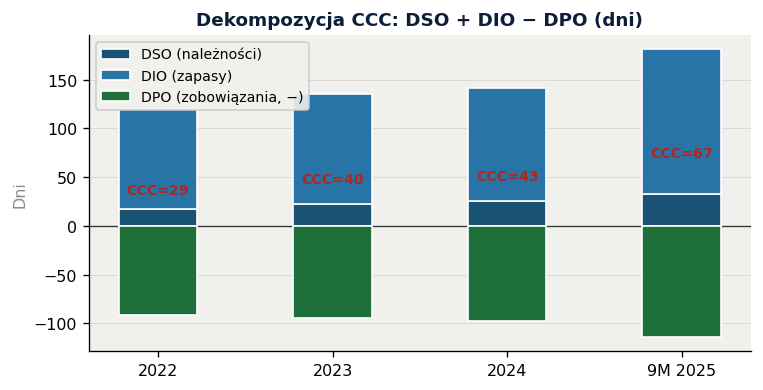 Dekompozycja CCC: DSO + DIO − DPO (dni)
DSO (należności)
DIO (zapasy)
DPO (zobowiązania, −)
Dni
150
100
50
0
−50
−100
CCC=29
CCC=40
CCC=43
CCC=67
2022
2023
2024
9M 2025